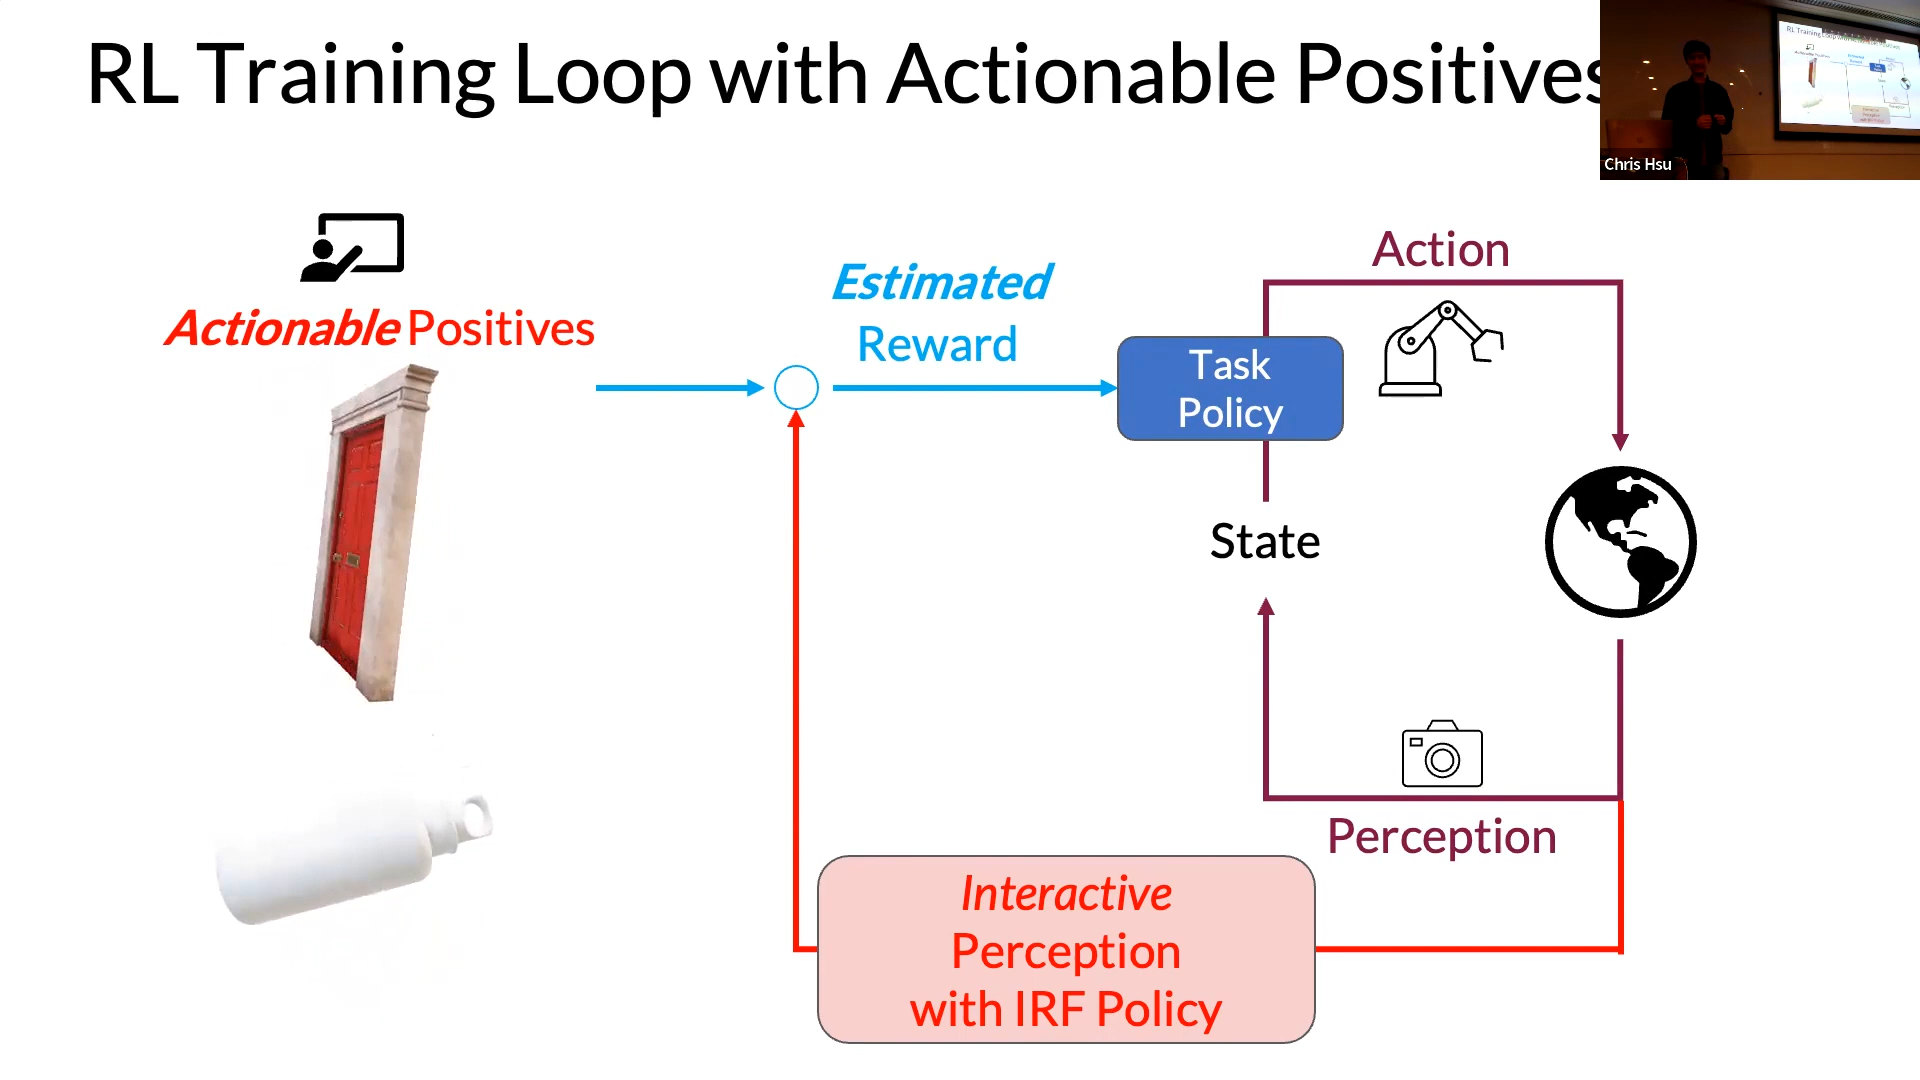 RL Training Loop with Actionable Positives
Chris Hsu
Action
Estimated
Reward
Actionable Positives
Task
Policy
State
Perception
Interactive
Perception
with IRF Policy